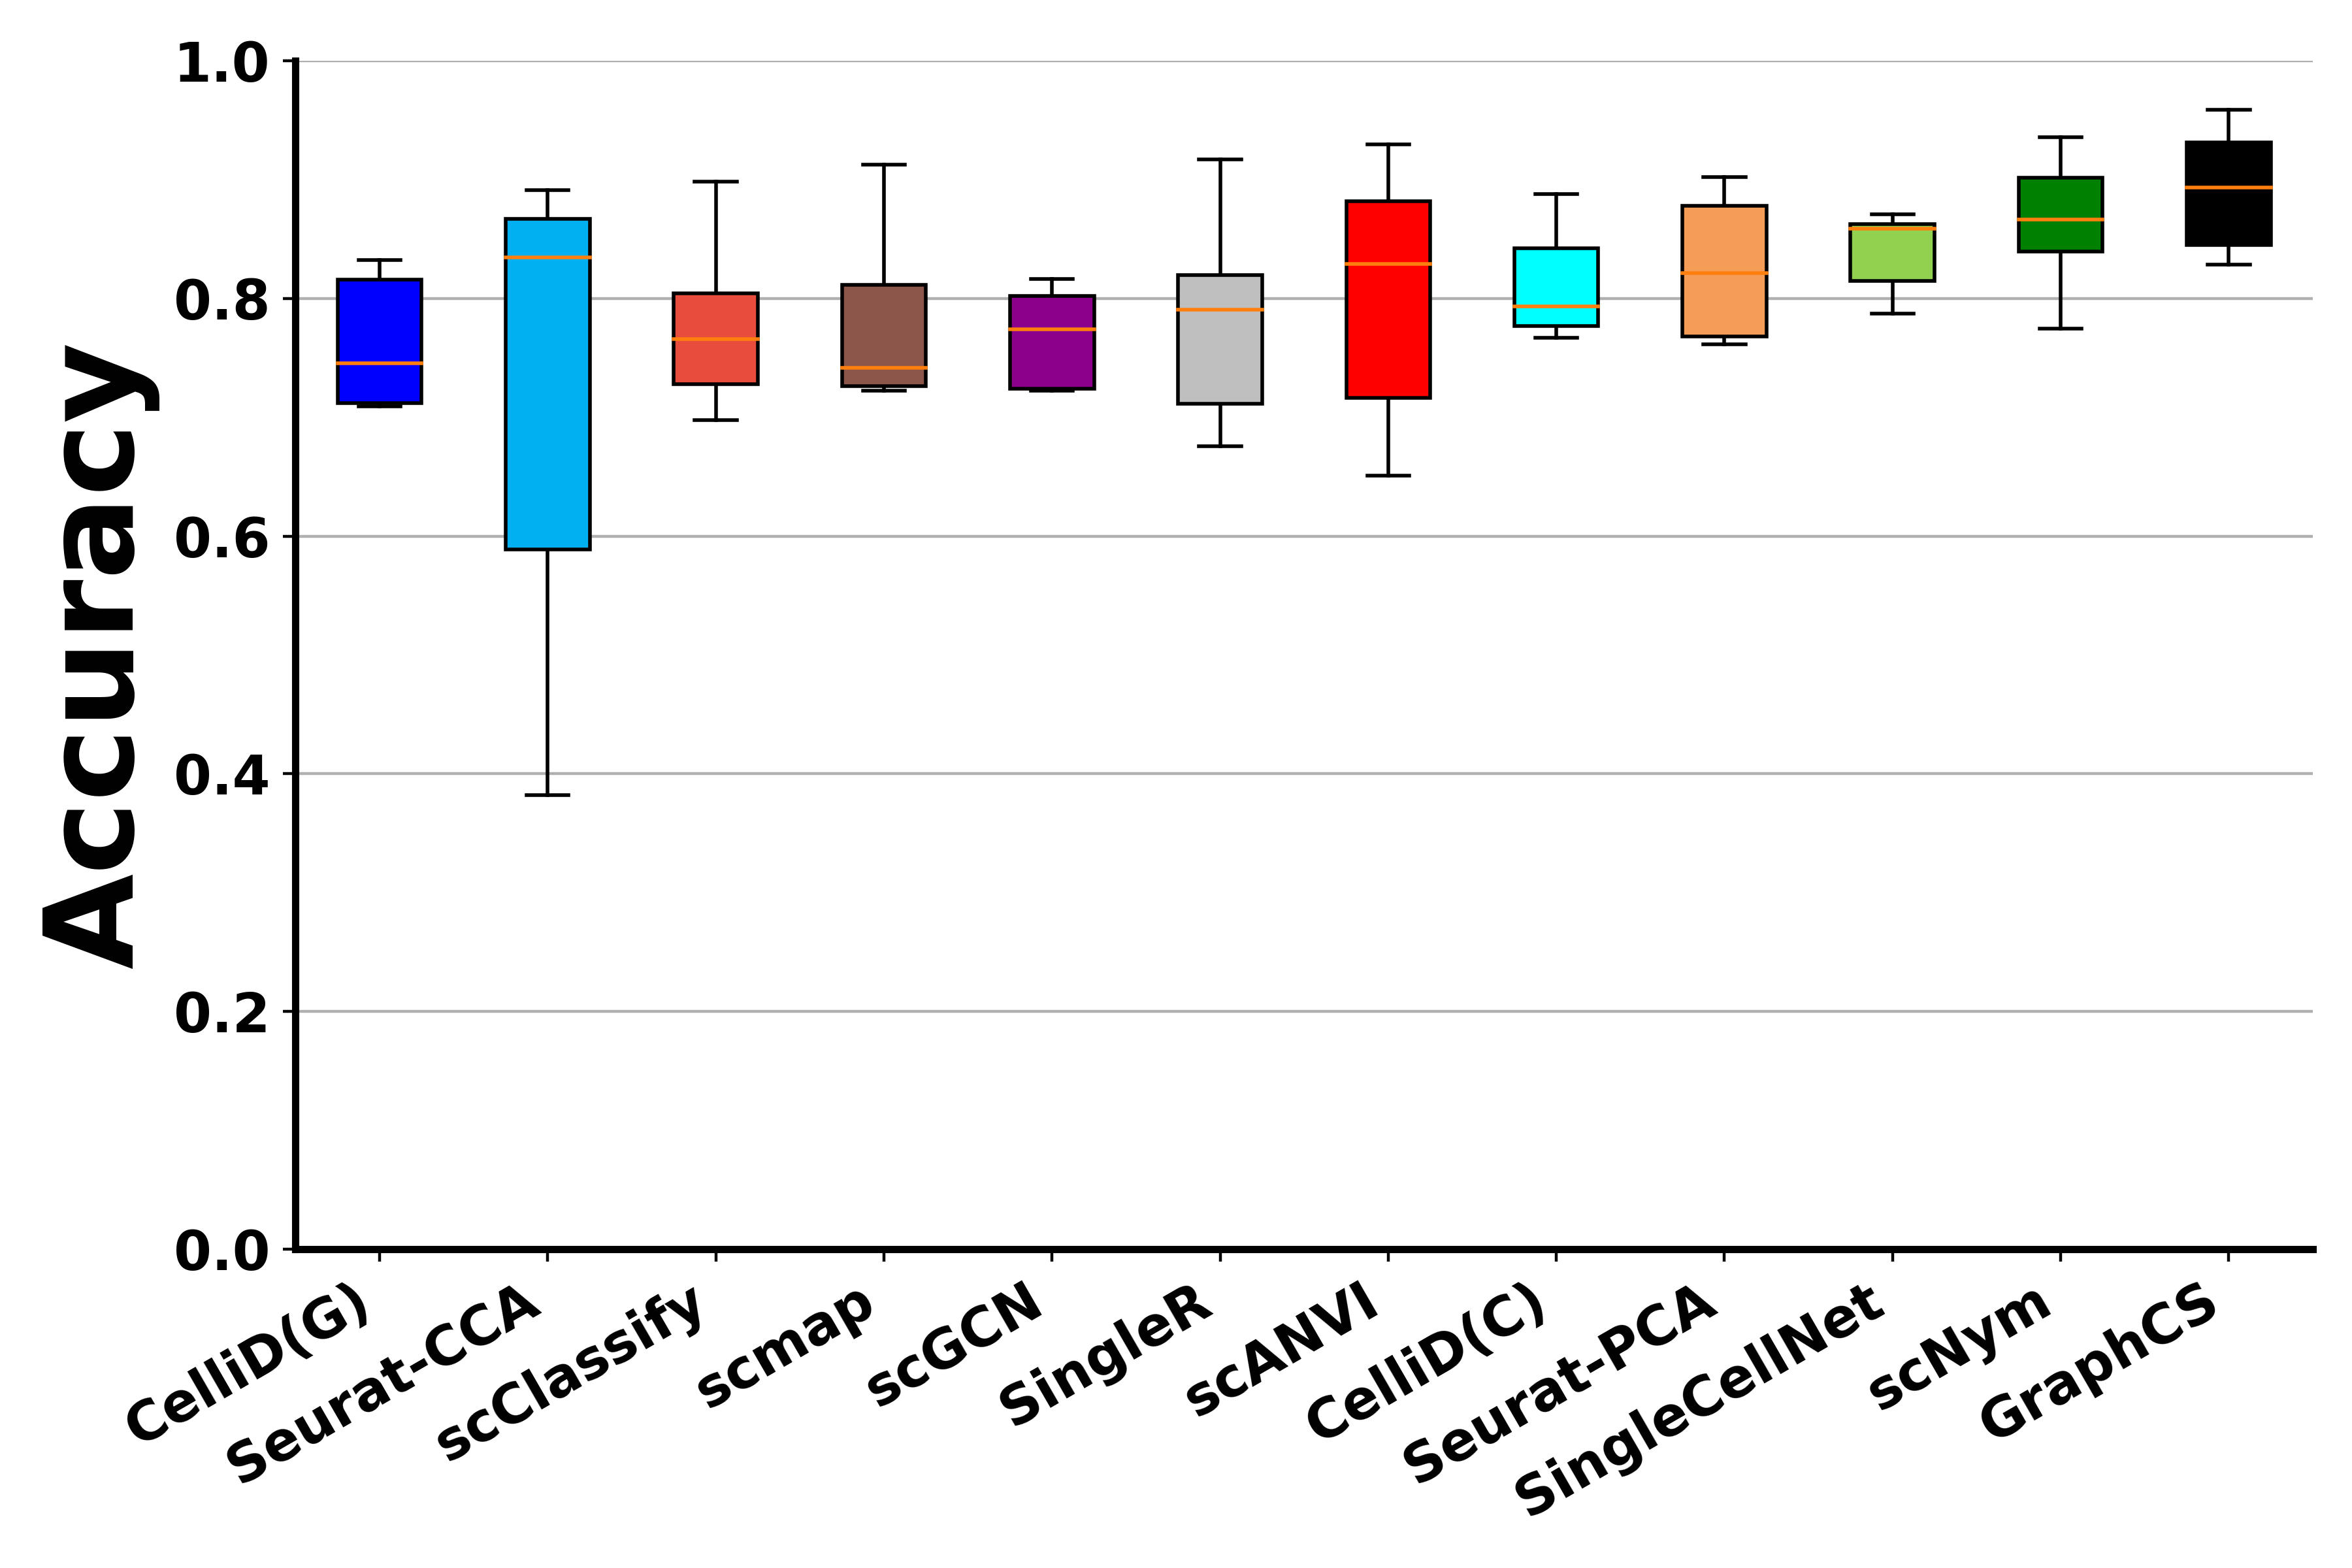 Accuracy
1.0
0.8
0.6
0.4
0.2
0.0
CelliD(G)
Seurat-CCA
scClassify
scmap
scGCN
SingleR
scANVI
CelliD(C)
Seurat-PCA
SingleCellNet
scNym
GraphCS